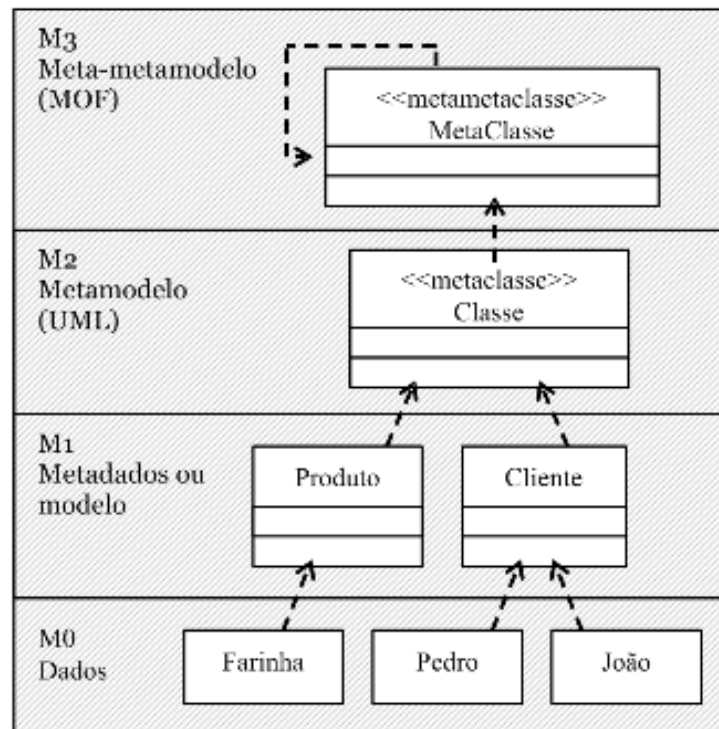 M3
Meta-metamodelo
(MOF)
<<metametaclasse>>
MetaClasse
M2
Metamodelo
(UML)
<<metaclasse>>
Classe
M1
Metadados ou
modelo
Produto
Cliente
M0
Dados
Farinha
Pedro
João